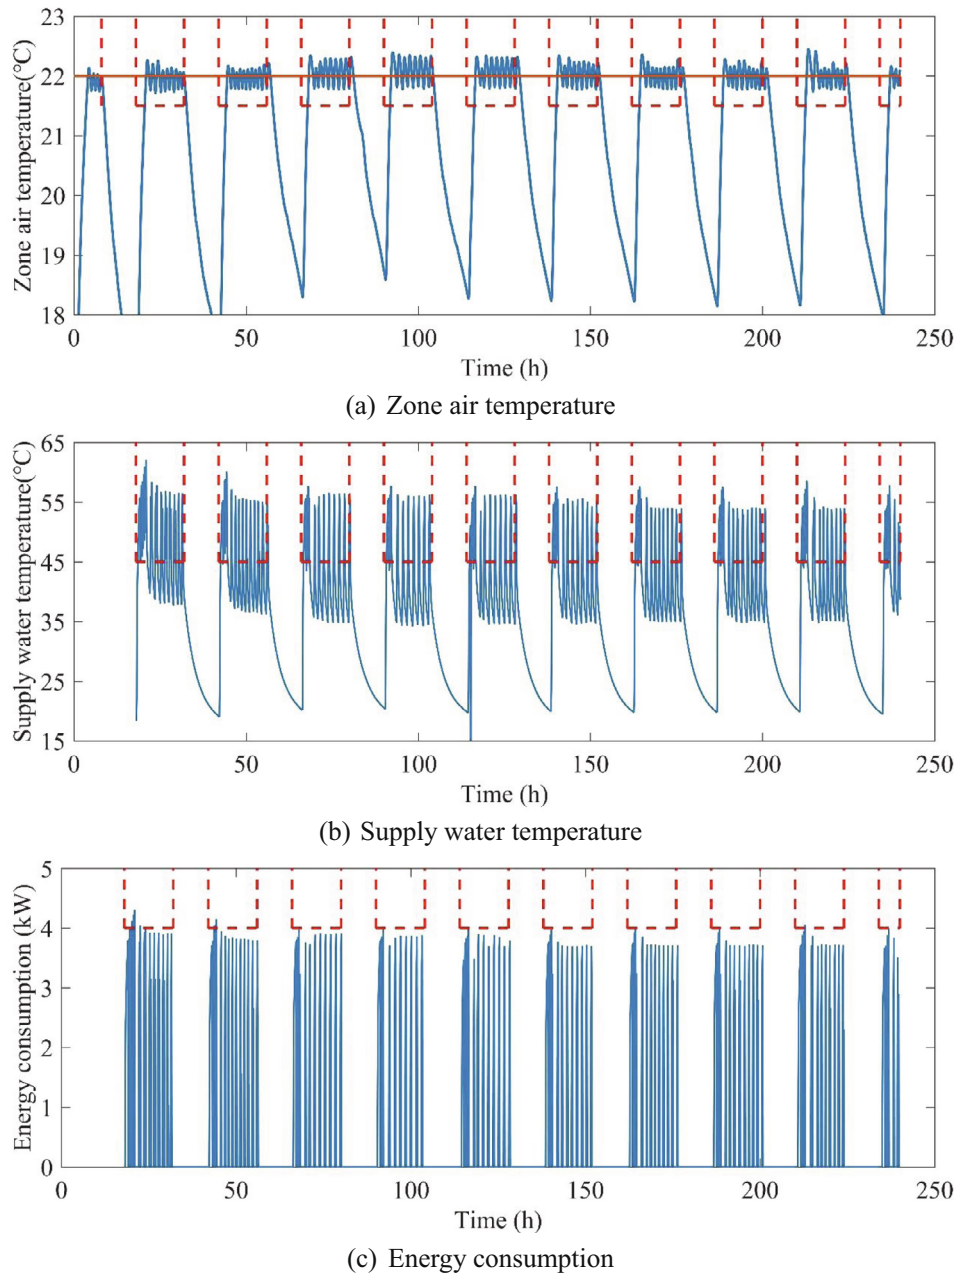 23
22
21
20
19
18
Zone air temperature(℃)
0 50 100 150 200 250
Time (h)
(a) Zone air temperature
65
55
45
35
25
15
Supply water temperature(℃)
0 50 100 150 200 250
Time (h)
(b) Supply water temperature
5
4
3
2
1
0
Energy consumption (kW)
0 50 100 150 200 250
Time (h)
(c) Energy consumption